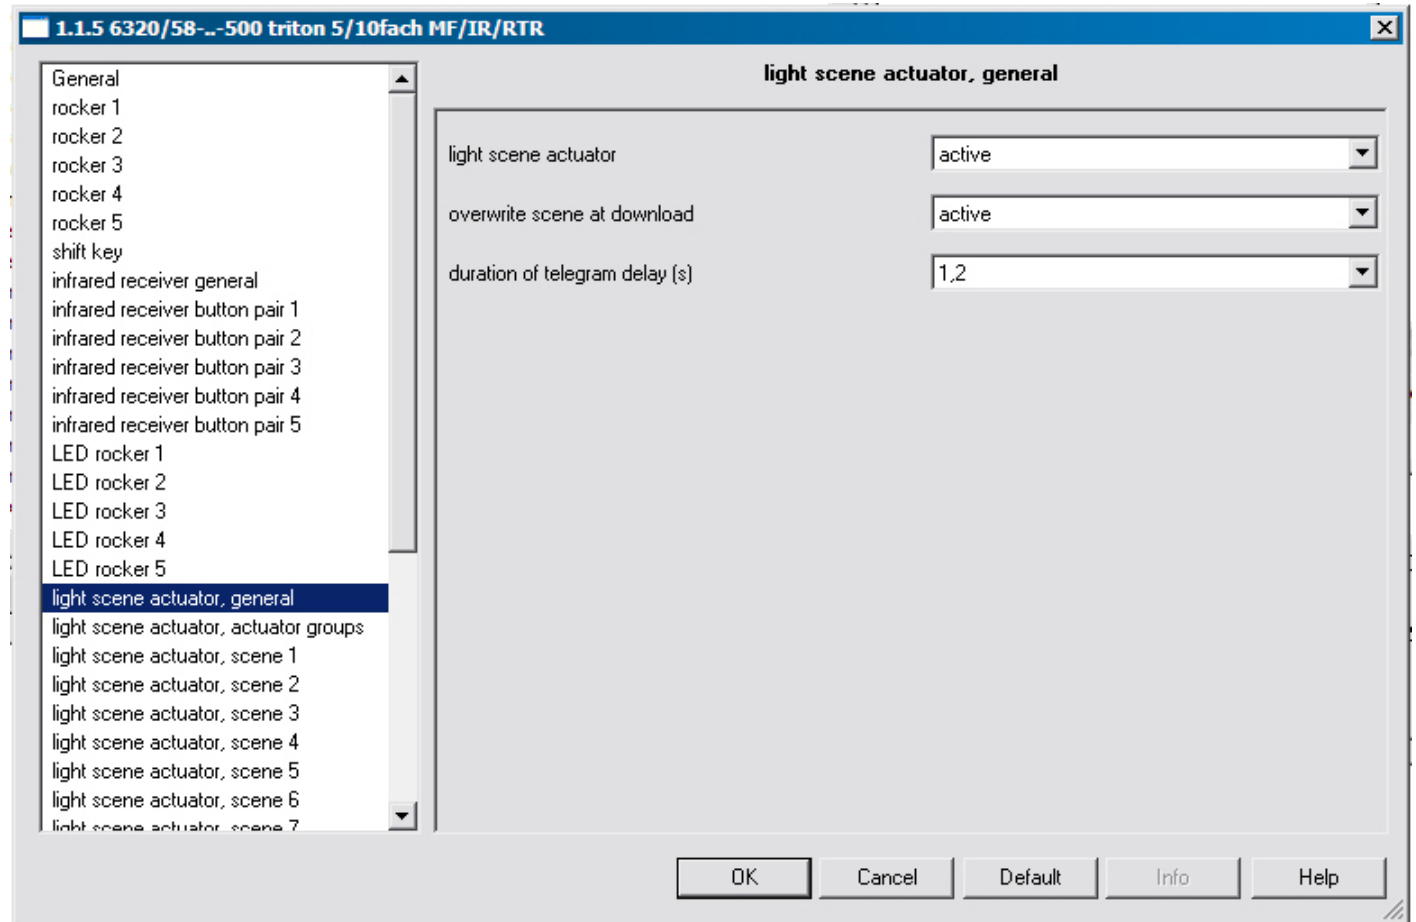 1.1.5 6320/58-..-500 triton 5/10fach MF/IR/RTR
General
rocker 1
rocker 2
rocker 3
rocker 4
rocker 5
shift key
infrared receiver general
infrared receiver button pair 1
infrared receiver button pair 2
infrared receiver button pair 3
infrared receiver button pair 4
infrared receiver button pair 5
LED rocker 1
LED rocker 2
LED rocker 3
LED rocker 4
LED rocker 5
light scene actuator, general
light scene actuator, actuator groups
light scene actuator, scene 1
light scene actuator, scene 2
light scene actuator, scene 3
light scene actuator, scene 4
light scene actuator, scene 5
light scene actuator, scene 6
light scene actuator, scene 7
light scene actuator, general
light scene actuator active
overwrite scene at download active
duration of telegram delay (s) 1,2
OK Cancel Default Info Help